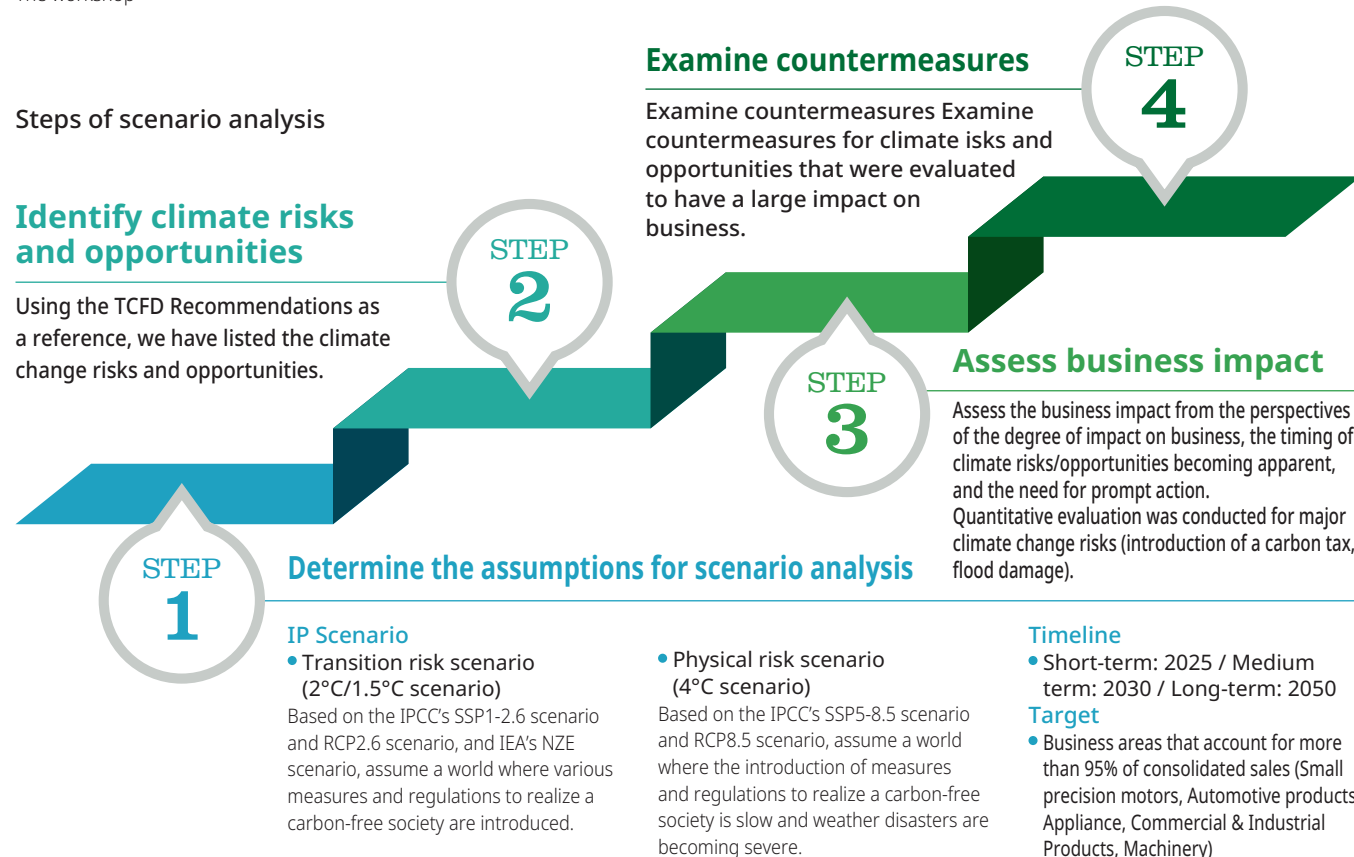 The workshop
Steps of scenario analysis
Examine countermeasures
Examine countermeasures Examine
countermeasures for climate isks and
opportunities that were evaluated
to have a large impact on
business.
STEP
4
Identify climate risks
and opportunities
Using the TCFD Recommendations as
a reference, we have listed the climate
change risks and opportunities.
STEP
2
STEP
3
Assess business impact
Assess the business impact from the perspectives
of the degree of impact on business, the timing of
climate risks/opportunities becoming apparent,
and the need for prompt action.
Quantitative evaluation was conducted for major
climate change risks (introduction of a carbon tax,
flood damage).
STEP
1
Determine the assumptions for scenario analysis
IP Scenario
• Transition risk scenario
(2°C/1.5°C scenario)
Based on the IPCC's SSP1-2.6 scenario
and RCP2.6 scenario, and IEA's NZE
scenario, assume a world where various
measures and regulations to realize a
carbon-free society are introduced.
• Physical risk scenario
(4°C scenario)
Based on the IPCC's SSP5-8.5 scenario
and RCP8.5 scenario, assume a world
where the introduction of measures
and regulations to realize a carbon-free
society is slow and weather disasters are
becoming severe.
Timeline
• Short-term: 2025 / Medium
term: 2030 / Long-term: 2050
Target
• Business areas that account for more
than 95% of consolidated sales (Small
precision motors, Automotive products
Appliance, Commercial & Industrial
Products, Machinery)